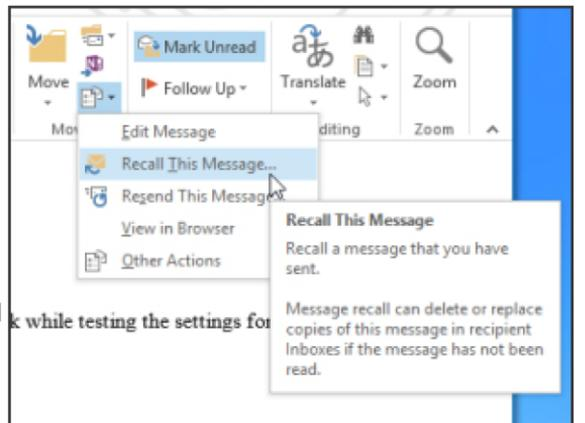 Mark Unread
Move
Follow Up
Translate
Zoom
Mov
diting
Zoom
Edit Message
Recall This Message...
Resend This Message
View in Browser
Other Actions
Recall This Message
Recall a message that you have
sent.
Message recall can delete or replace
copies of this message in recipient
Inboxes if the message has not been
read.
k while testing the settings for